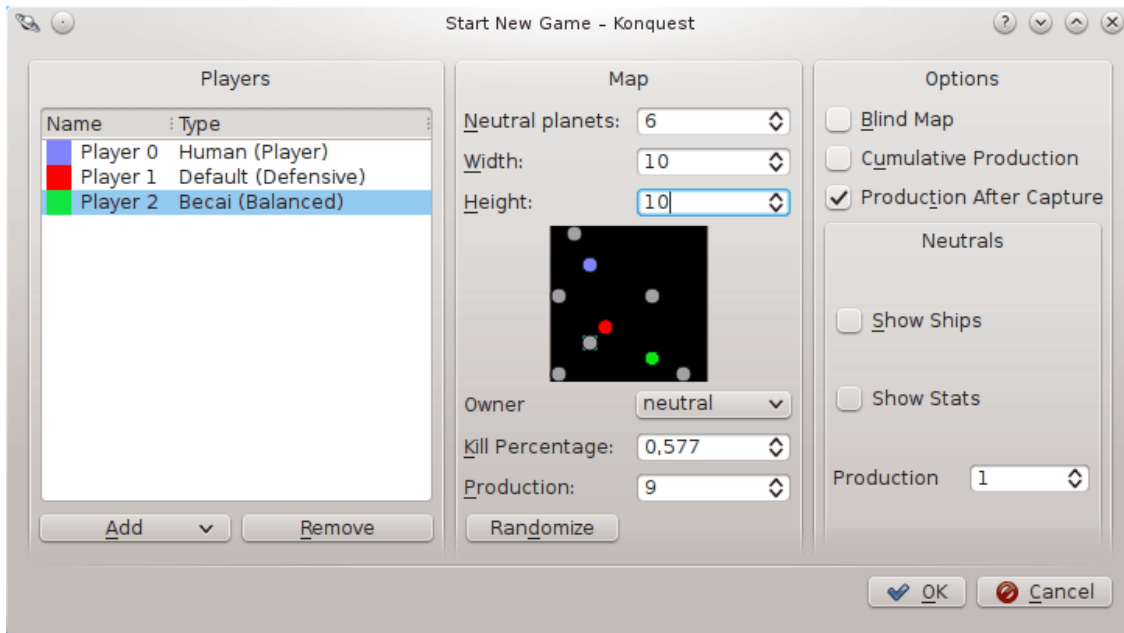 Start New Game – Konquest
Players
Name Type
Player 0 Human (Player)
Player 1 Default (Defensive)
Player 2 Becai (Balanced)
Add
Remove
Map
Neutral planets: 6
Width: 10
Height: 10
Owner neutral
Kill Percentage: 0,577
Production: 9
Randomize
Options
Blind Map
Cumulative Production
Production After Capture
Neutrals
Show Ships
Show Stats
Production 1
OK
Cancel